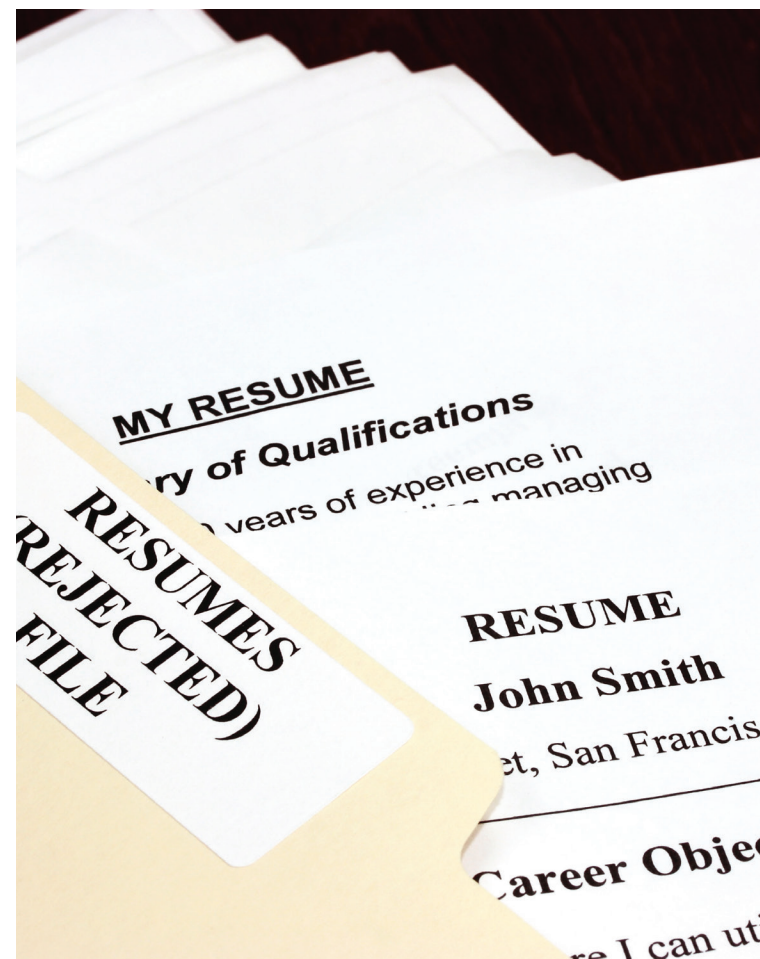 MY RESUME
ry of Qualifications
years of experience in
managing
RESUMES
(REJECTED)
FILE
RESUME
John Smith
et, San Francis
Career Objec
re I can uti